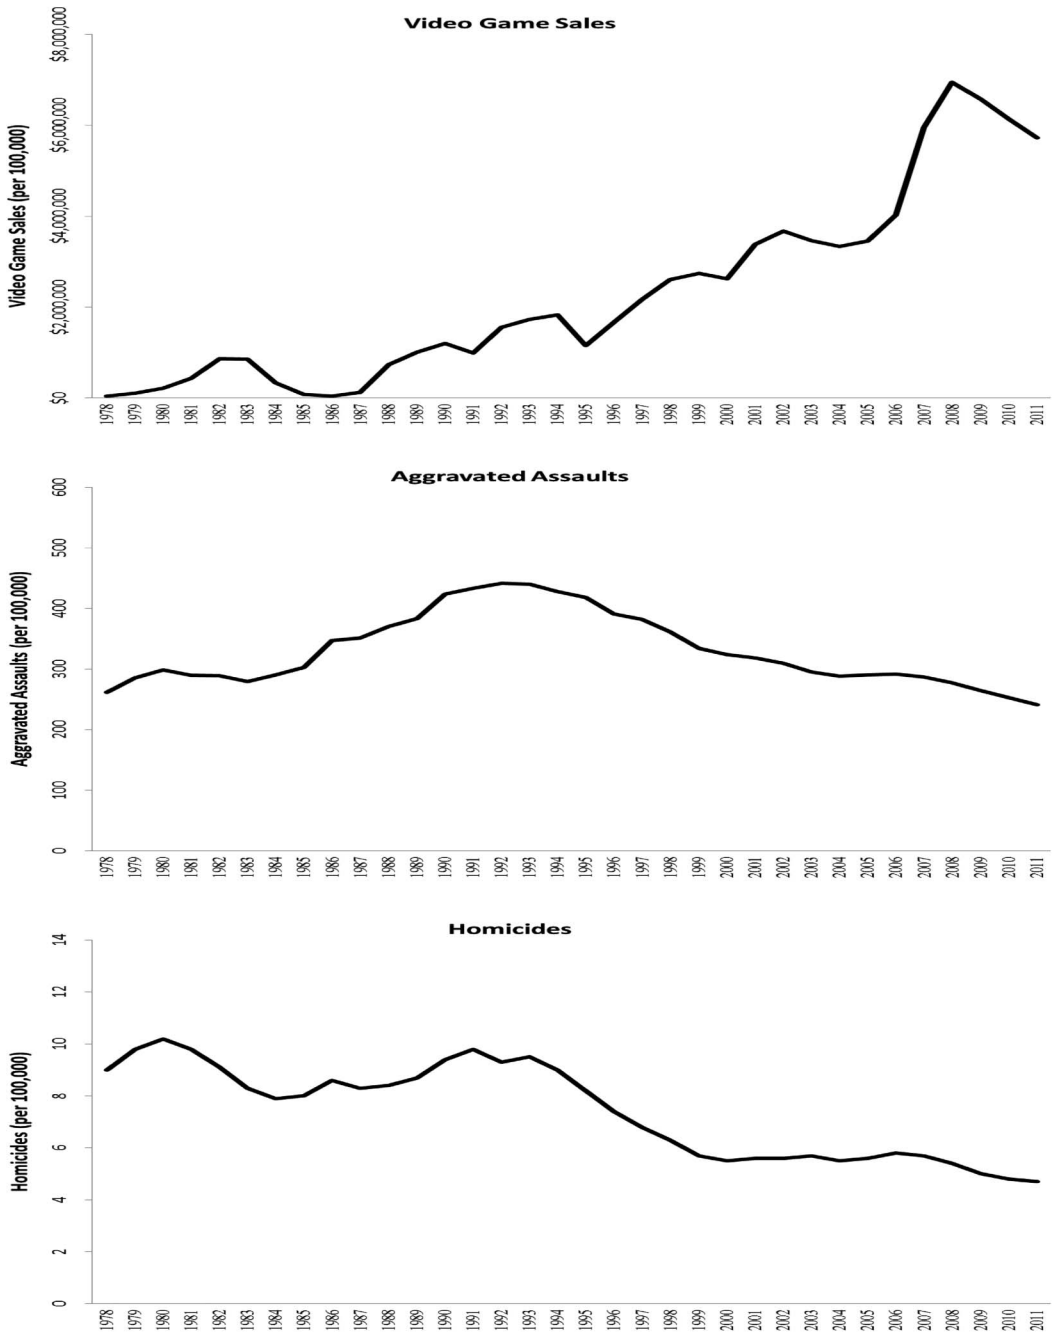 Video Game Sales
Video Game Sales (per 100,000)
$8,000,000
$6,000,000
$4,000,000
$2,000,000
$0
1978 1979 1980 1981 1982 1983 1984 1985 1986 1987 1988 1989 1990 1991 1992 1993 1994 1995 1996 1997 1998 1999 2000 2001 2002 2003 2004 2005 2006 2007 2008 2009 2010 2011
Aggravated Assaults
Aggravated Assaults (per 100,000)
600
500
400
300
200
100
0
1978 1979 1980 1981 1982 1983 1984 1985 1986 1987 1988 1989 1990 1991 1992 1993 1994 1995 1996 1997 1998 1999 2000 2001 2002 2003 2004 2005 2006 2007 2008 2009 2010 2011
Homicides
Homicides (per 100,000)
14
12
10
8
6
4
2
0
1978 1979 1980 1981 1982 1983 1984 1985 1986 1987 1988 1989 1990 1991 1992 1993 1994 1995 1996 1997 1998 1999 2000 2001 2002 2003 2004 2005 2006 2007 2008 2009 2010 2011